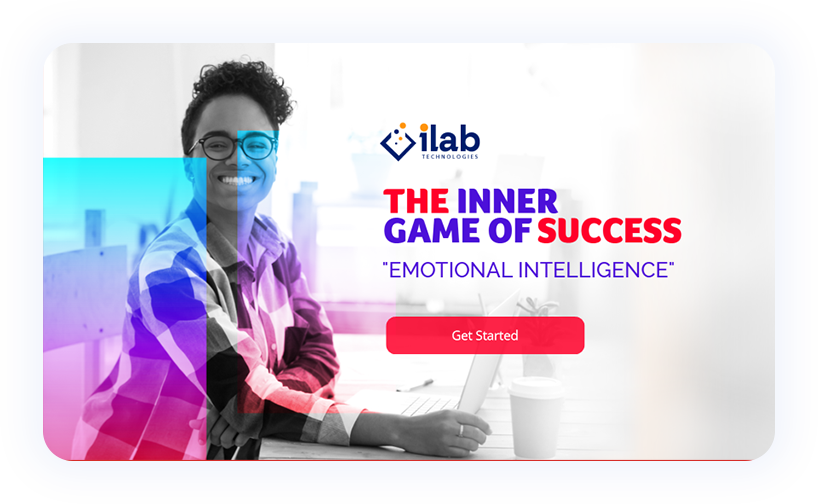 ilab
TECHNOLOGIES
THE INNER
GAME OF SUCCESS
"EMOTIONAL INTELLIGENCE"
Get Started